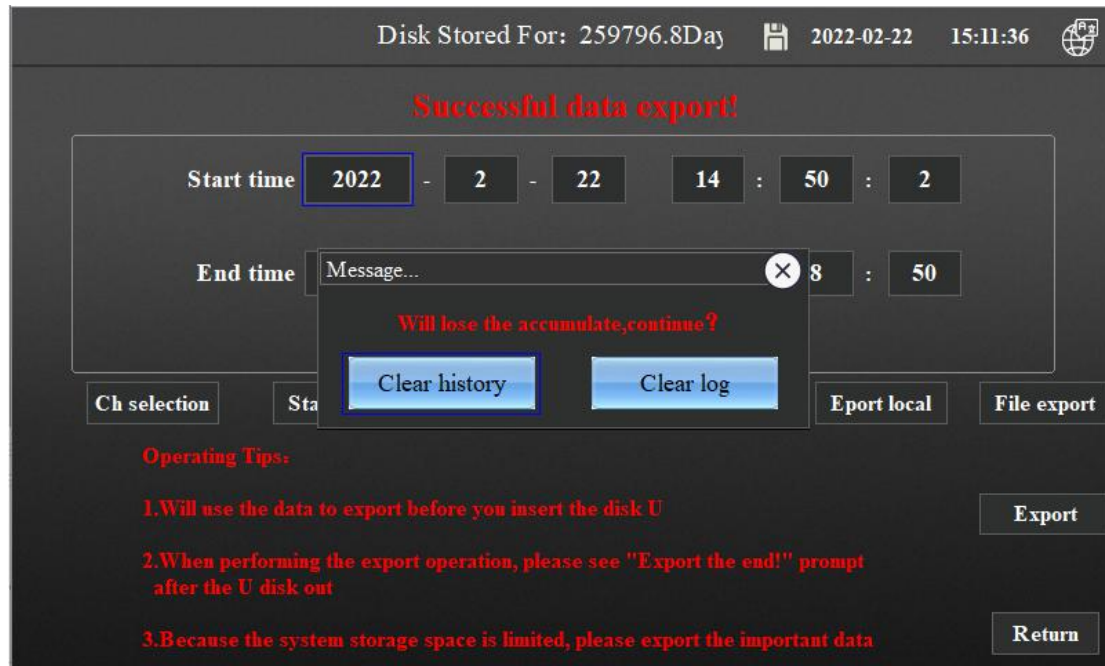 Disk Stored For: 259796.8Day 2022-02-22 15:11:36
Successful data export!
Start time 2022 - 2 - 22 14 : 50 : 2
End time 8 : 50
Message...
Will lose the accumulate,continue?
Clear history Clear log
Ch selection Sta Eport local File export
Operating Tips:
1.Will use the data to export before you insert the disk U
Export
2.When performing the export operation, please see "Export the end!" prompt
after the U disk out
3.Because the system storage space is limited, please export the important data
Return